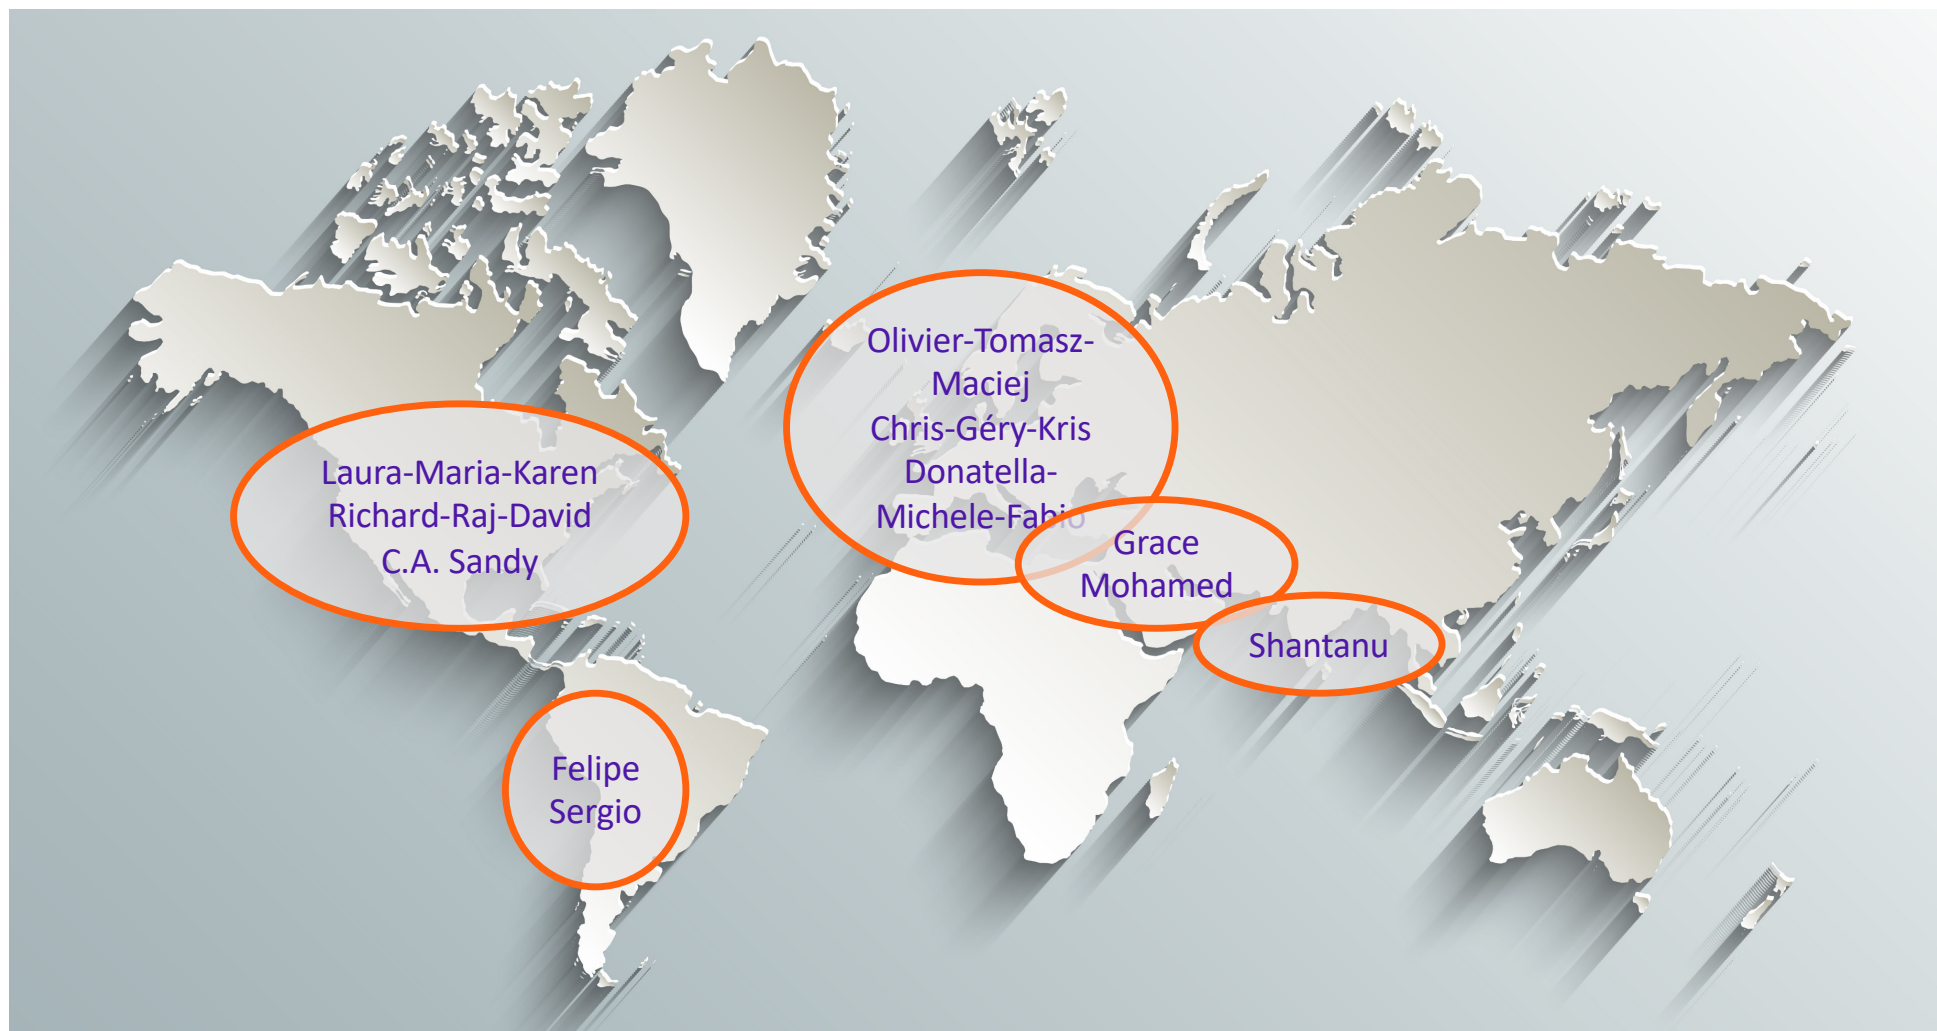 Olivier-Tomasz-
Maciej
Chris-Géry-Kris
Donatella-
Michele-Fabio
Laura-Maria-Karen
Richard-Raj-David
C.A. Sandy
Grace
Mohamed
Shantanu
Felipe
Sergio